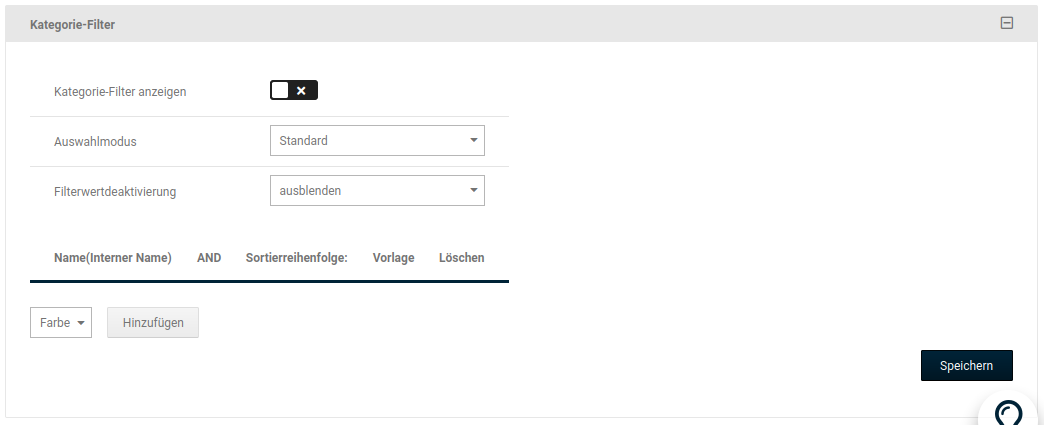 Kategorie-Filter
Kategorie-Filter anzeigen
Auswahlmodus
Standard
Filterwertdeaktivierung
ausblenden
Name(Interner Name) AND Sortierreihenfolge: Vorlage Löschen
Farbe Hinzufügen
Speichern